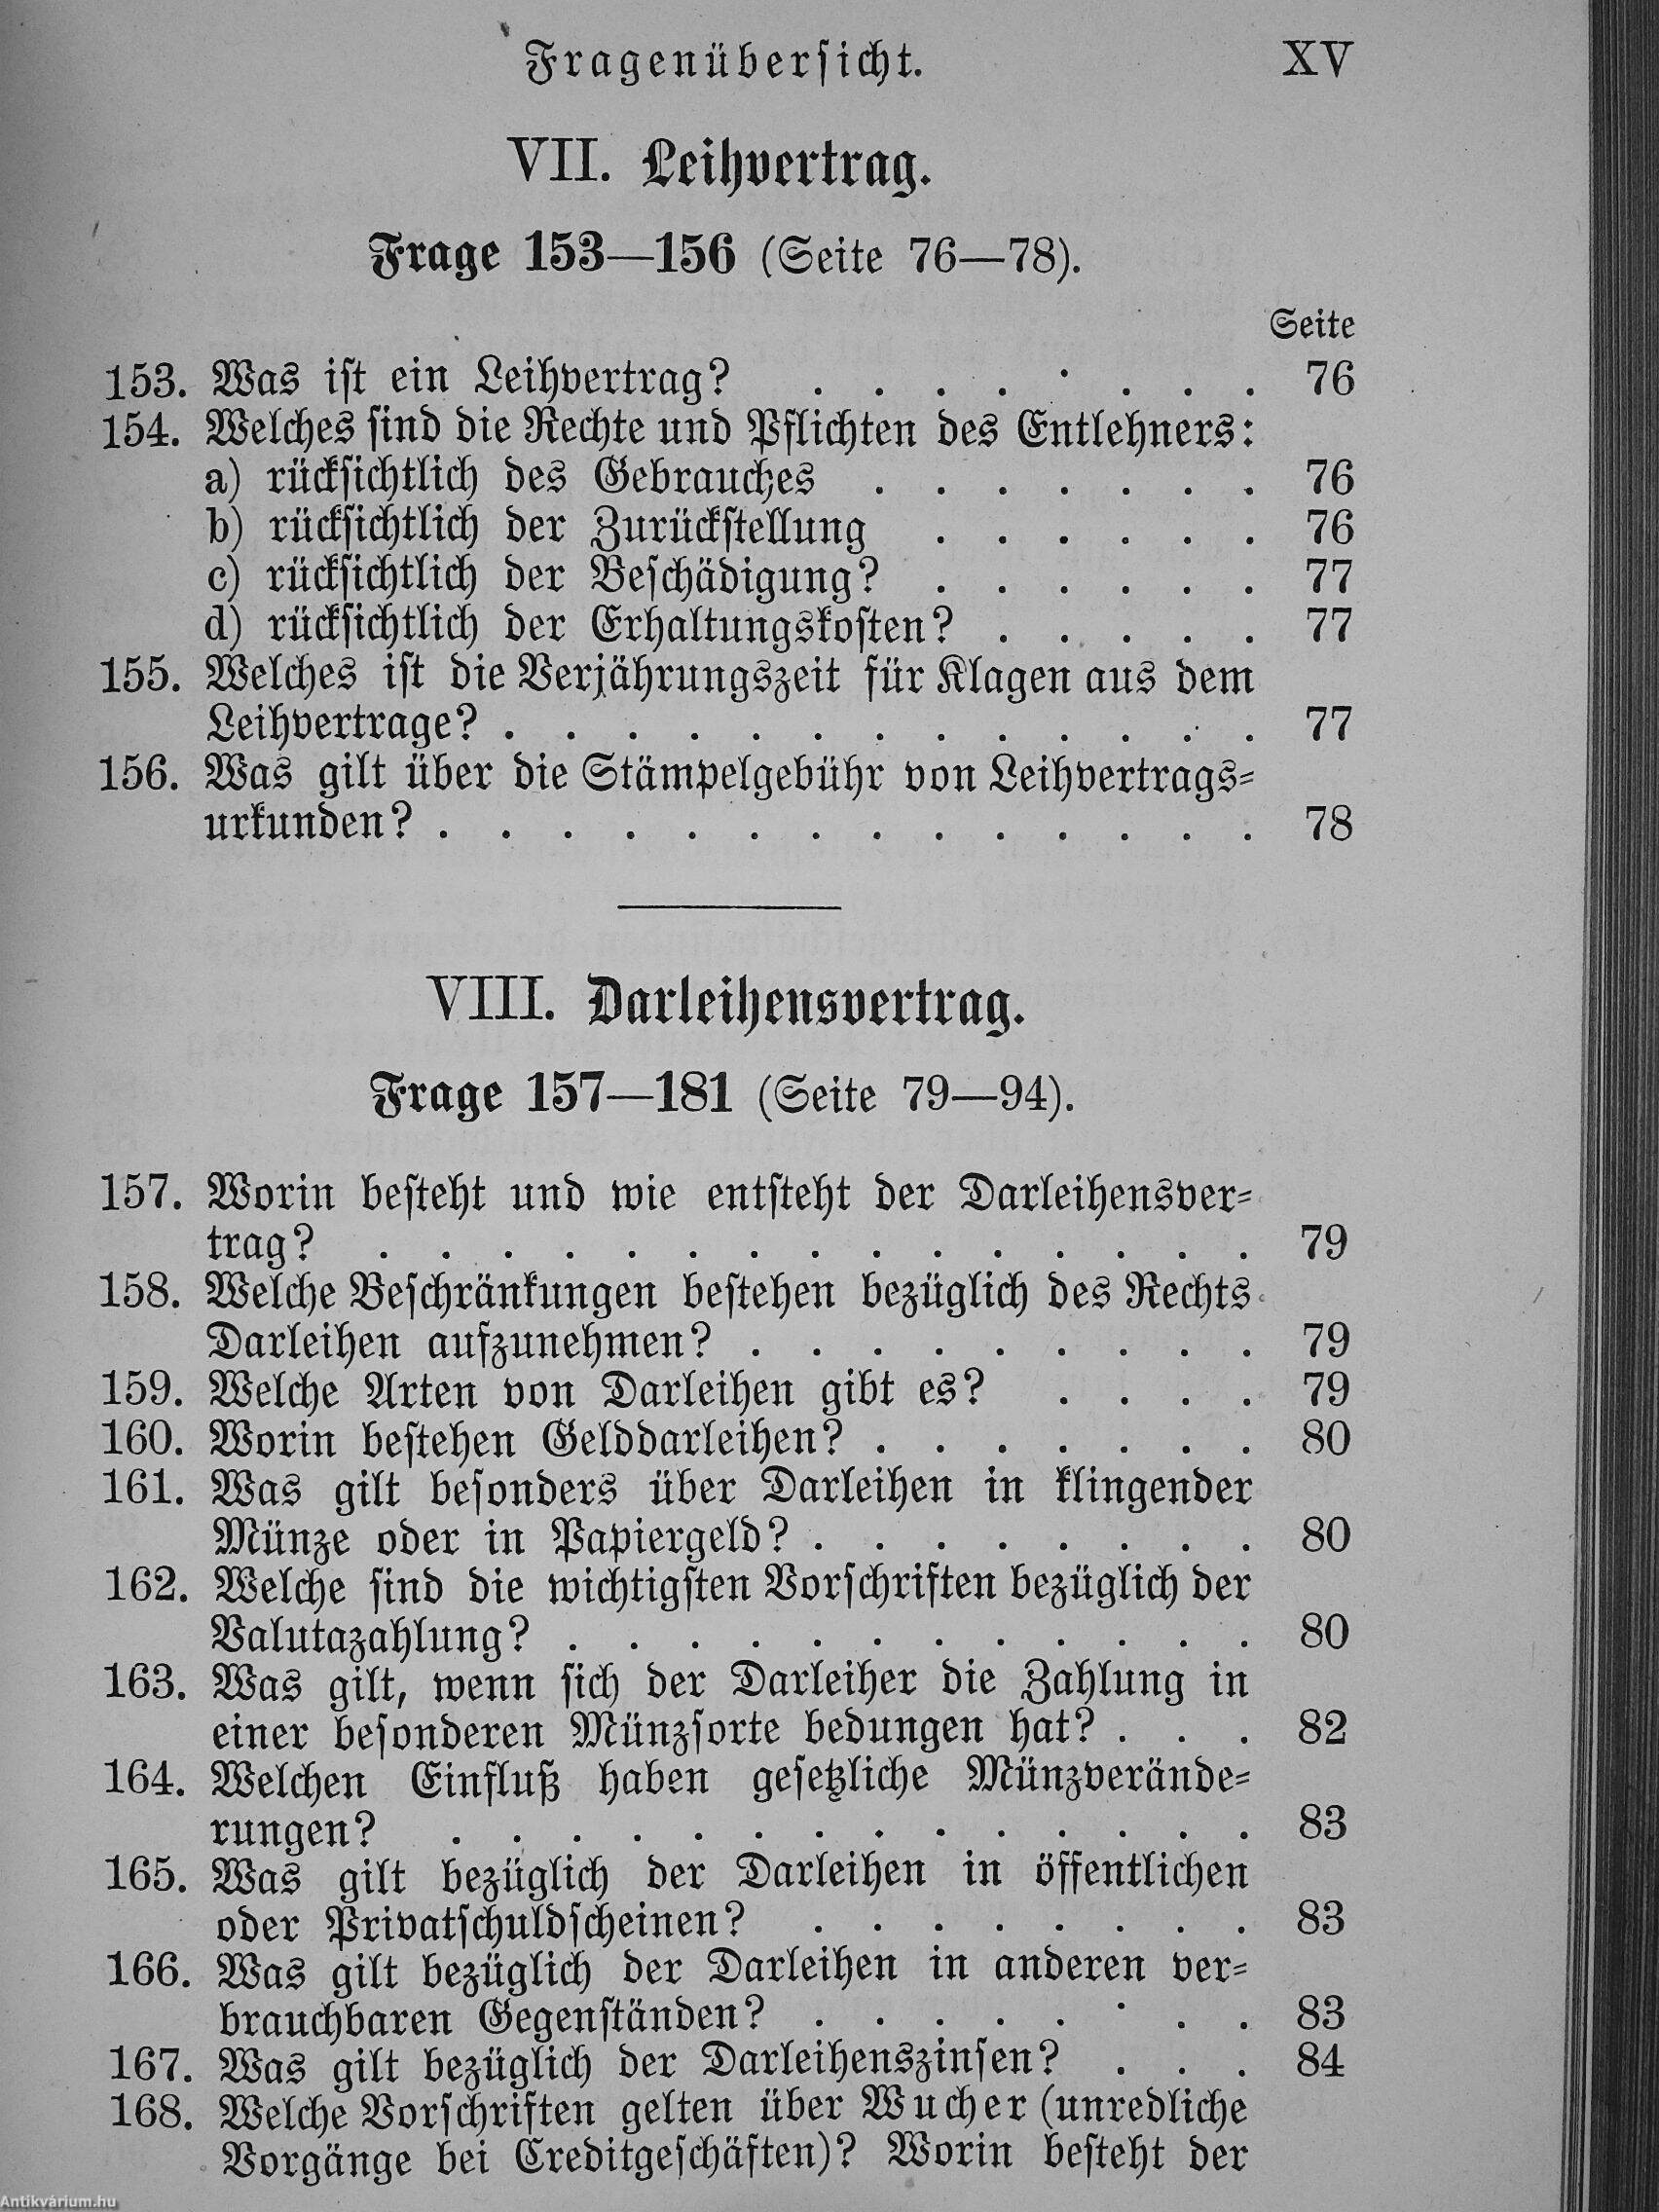 Fragenübersicht. XV
VII. Leihvertrag.
Frage 153—156 (Seite 76—78).
Seite
153. Was ist ein Leihvertrag? . . . . . . . . 76
154. Welches sind die Rechte und Pflichten des Entlehners:
a) rücksichtlich des Gebrauches . . . . . . . 76
b) rücksichtlich der Zurückstellung . . . . . . 76
c) rücksichtlich der Beschädigung? . . . . . . 77
d) rücksichtlich der Erhaltungskosten? . . . . . 77
155. Welches ist die Verjährungszeit für Klagen aus dem
Leihvertrage? . . . . . . . . . . . . . 77
156. Was gilt über die Stämpelgebühr von Leihvertrags-
urkunden? . . . . . . . . . . . . . . 78
VIII. Darleihensvertrag.
Frage 157—181 (Seite 79—94).
157. Worin besteht und wie entsteht der Darleihensver-
trag? . . . . . . . . . . . . . . . 79
158. Welche Beschränkungen bestehen bezüglich des Rechts
Darleihen aufzunehmen? . . . . . . . . . 79
159. Welche Arten von Darleihen gibt es? . . . . 79
160. Worin bestehen Gelddarleihen? . . . . . . . 80
161. Was gilt besonders über Darleihen in klingender
Münze oder in Papiergeld? . . . . . . . . 80
162. Welche sind die wichtigsten Vorschriften bezüglich der
Valutazahlung? . . . . . . . . . . . . 80
163. Was gilt, wenn sich der Darleiher die Zahlung in
einer besonderen Münzsorte bedungen hat? . . . 82
164. Welchen Einfluß haben gesetzliche Münzverände-
rungen? . . . . . . . . . . . . . . 83
165. Was gilt bezüglich der Darleihen in öffentlichen
oder Privatschuldscheinen? . . . . . . . . 83
166. Was gilt bezüglich der Darleihen in anderen ver-
brauchbaren Gegenständen? . . . . . . . . 83
167. Was gilt bezüglich der Darleihenszinsen? . . . 84
168. Welche Vorschriften gelten über Wucher (unredliche
Vorgänge bei Creditgeschäften)? Worin besteht der
Antikvárium.hu